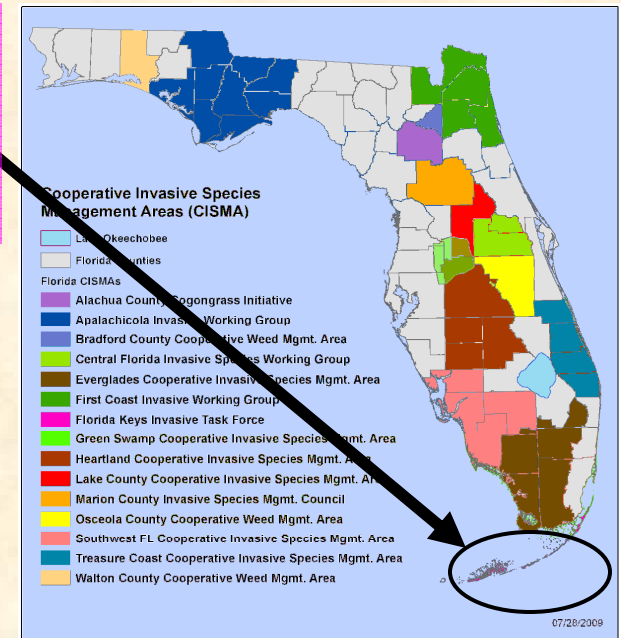 Cooperative Invasive Species
Management Areas (CISMA)
Lake Okeechobee
Florida Counties
Florida CISMAs
Alachua County Cogongrass Initiative
Apalachicola Invasive Working Group
Bradford County Cooperative Weed Mgmt. Area
Central Florida Invasive Species Working Group
Everglades Cooperative Invasive Species Mgmt. Area
First Coast Invasive Working Group
Florida Keys Invasive Task Force
Green Swamp Cooperative Invasive Species Mgmt. Area
Heartland Cooperative Invasive Species Mgmt. Area
Lake County Cooperative Invasive Species Mgmt. Area
Marion County Invasive Species Mgmt. Council
Osceola County Cooperative Weed Mgmt. Area
Southwest FL Cooperative Invasive Species Mgmt. Area
Treasure Coast Cooperative Invasive Species Mgmt. Area
Walton County Cooperative Weed Mgmt. Area
07/28/2009